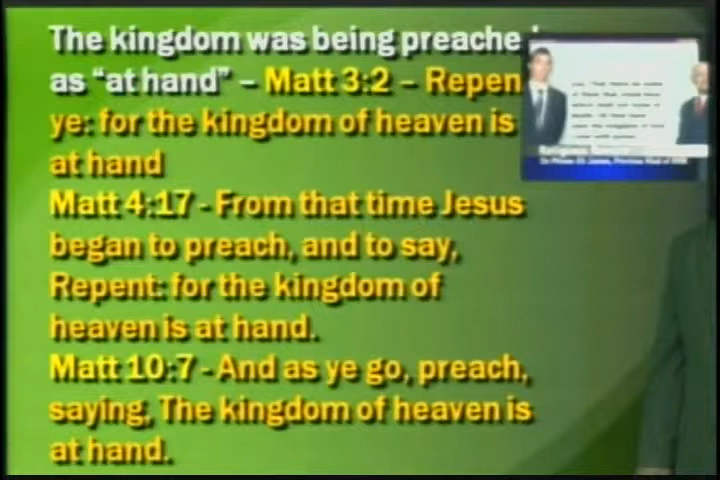 The kingdom was being preache
as “at hand” – Matt 3:2 – Repen
ye: for the kingdom of heaven is
at hand
Matt 4:17 - From that time Jesus
began to preach, and to say,
Repent: for the kingdom of
heaven is at hand.
Matt 10:7 - And as ye go, preach,
saying, The kingdom of heaven is
at hand.